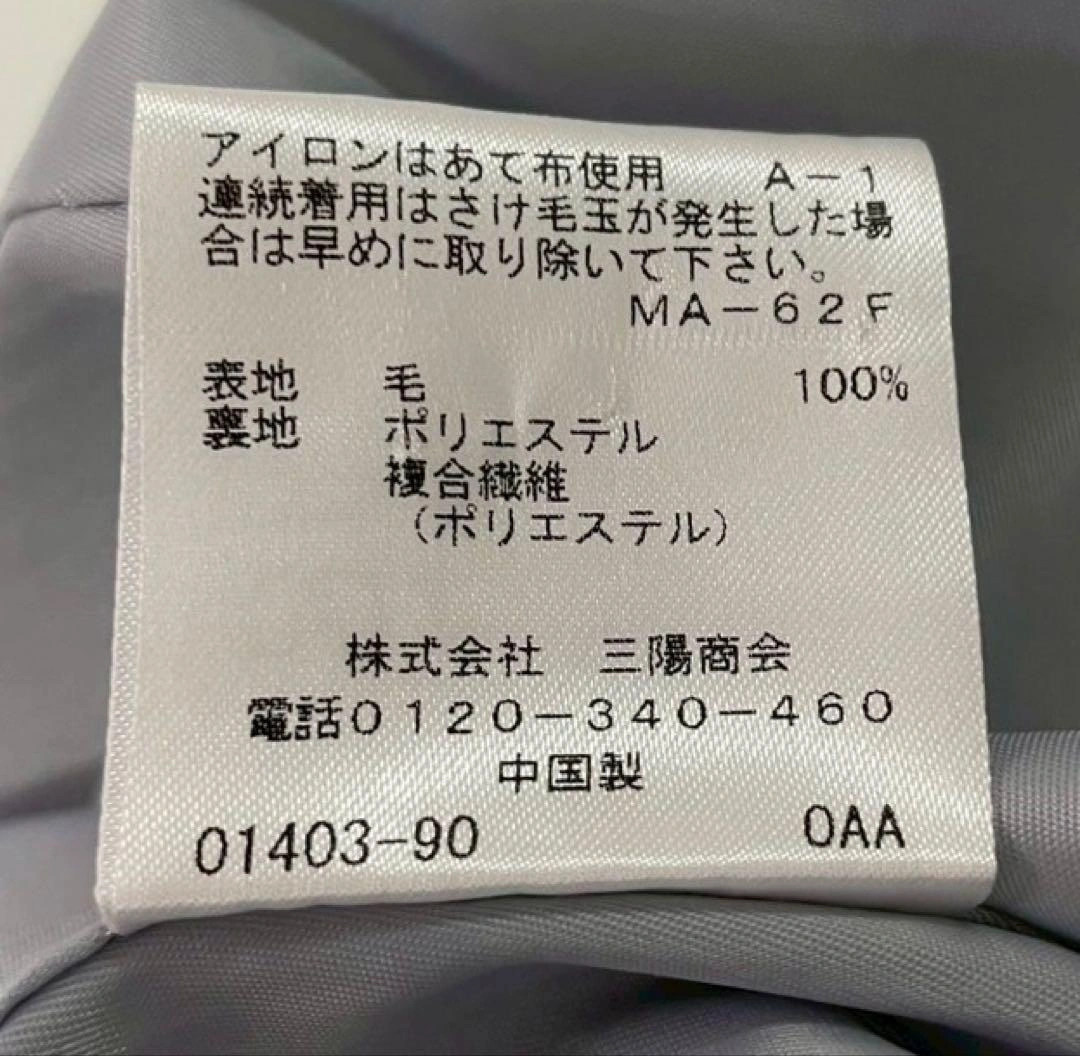 アイロンはあて布使用　　Ａ－１
連続着用はさけ毛玉が発生した場
合は早めに取り除いて下さい。
ＭＡ－６２Ｆ
表地　毛　100%
裏地　ポリエステル
複合繊維
（ポリエステル）
株式会社　三陽商会
電話０１２０－３４０－４６０
中国製
01403-90　0AA